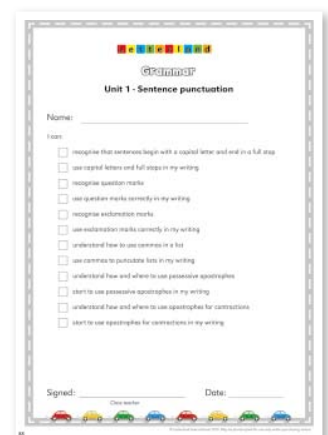 Letterland
Grammar
Unit 1 - Sentence punctuation
Name:
I can:
recognise that sentences begin with a capital letter and end in a full stop
use capital letters and full stops in my writing
recognise question marks
use question marks correctly in my writing
recognise exclamation marks
use exclamation marks correctly in my writing
understand how to use commas in a list
use commas to punctuate lists in my writing
understand how and where to use possessive apostrophes
start to use possessive apostrophes in my writing
understand how and where to use apostrophes for contractions
start to use apostrophes for contractions in my writing
Signed:
Date:
Class teacher